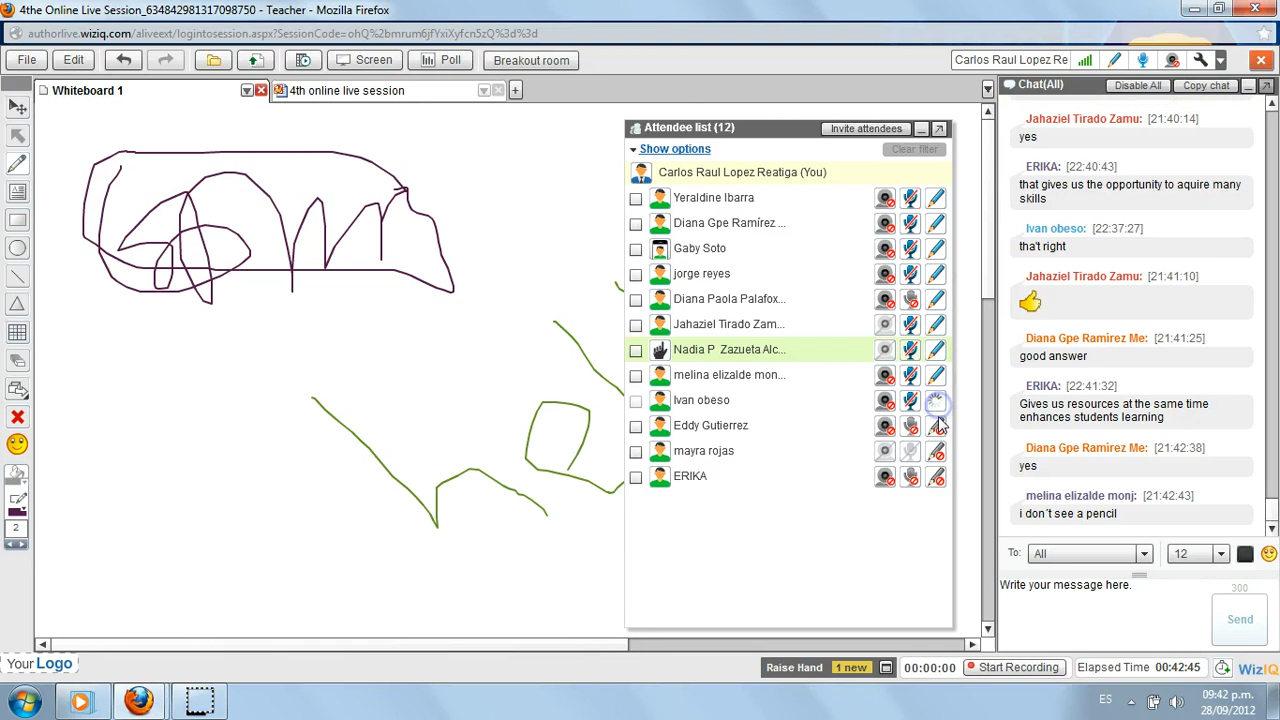 4the Online Live Session_634842981317098750 - Teacher - Mozilla Firefox
authorlive.wiziq.com/aliveext/logintosession.aspx?SessionCode=ohQ%2bmrum6jfYxiXyfcn5zQ%3d%3d
File Edit Screen Poll Breakout room Carlos Raul Lopez Re
Whiteboard 1 4th online live session
Attendee list (12) Invite attendees
Show options Clear filter
Carlos Raul Lopez Reatiga (You)
Yeraldine Ibarra
Diana Gpe Ramírez ...
Gaby Soto
jorge reyes
Diana Paola Palafox...
Jahaziel Tirado Zam...
Nadia P Zazueta Alc...
melina elizalde mon...
Ivan obeso
Eddy Gutierrez
mayra rojas
ERIKA
2
Chat(All) Disable All Copy chat
Jahaziel Tirado Zamu: [21:40:14]
yes
ERIKA: [22:40:43]
that gives us the opportunity to aquire many
skills
Ivan obeso: [22:37:27]
tha't right
Jahaziel Tirado Zamu: [21:41:10]
Diana Gpe Ramírez Me: [21:41:25]
good answer
ERIKA: [22:41:32]
Gives us resources at the same time
enhances students learning
Diana Gpe Ramírez Me: [21:42:38]
yes
melina elizalde monj: [21:42:43]
i don´t see a pencil
To: All 12
Write your message here.
300
Send
Your Logo Raise Hand 1 new 00:00:00 Start Recording Elapsed Time 00:42:45 WizIQ
ES 09:42 p.m.
28/09/2012